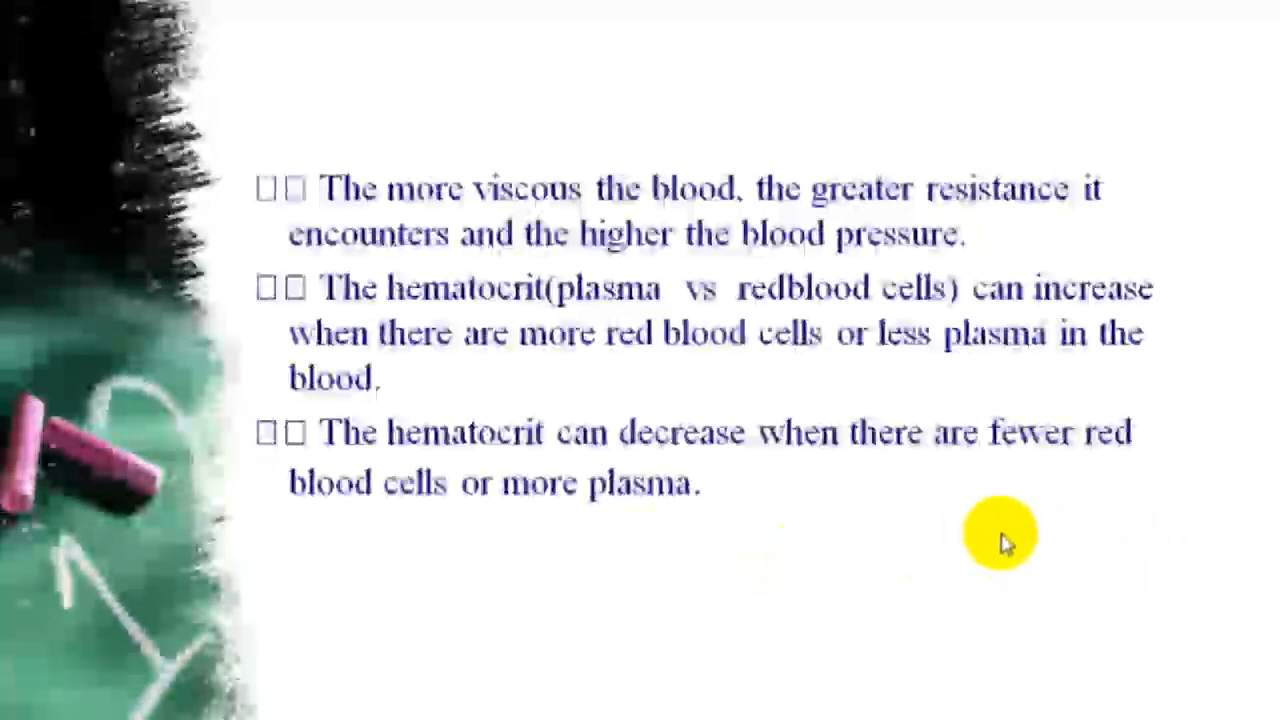 The more viscous the blood, the greater resistance it
encounters and the higher the blood pressure.
The hematocrit(plasma vs redblood cells) can increase
when there are more red blood cells or less plasma in the
blood.
The hematocrit can decrease when there are fewer red
blood cells or more plasma.